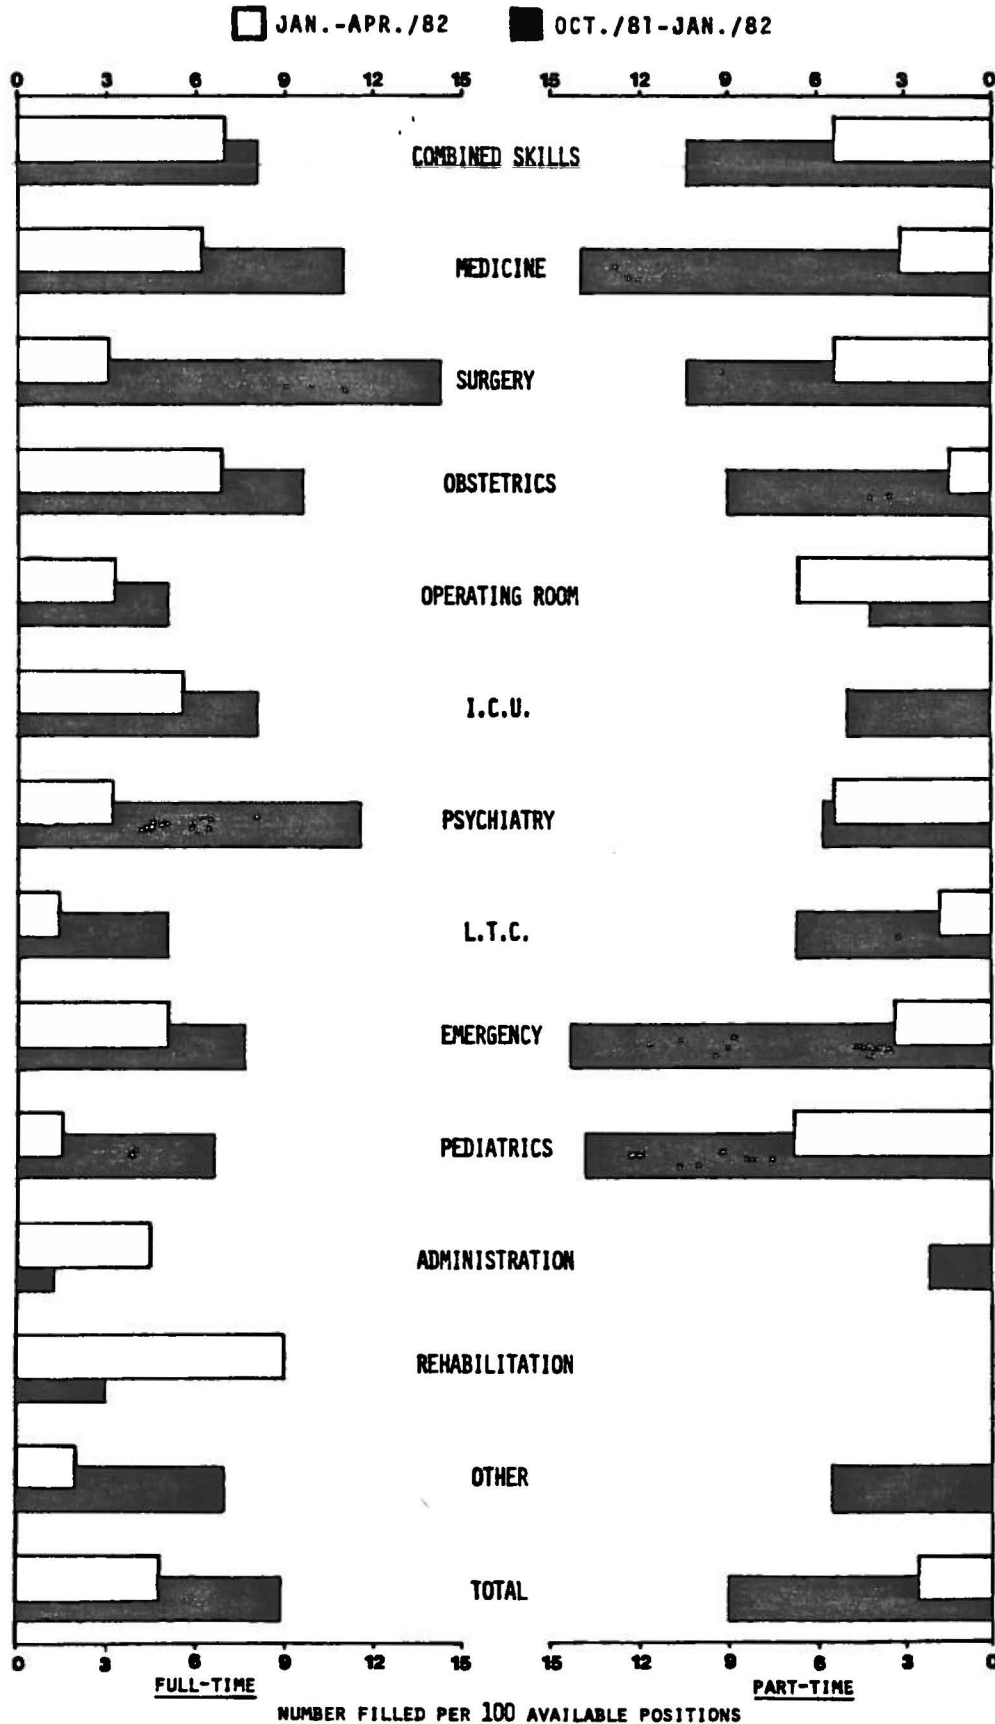 JAN.-APR./82 OCT./81-JAN./82
0 3 6 9 12 15 15 12 9 6 3 0
COMBINED SKILLS
MEDICINE
SURGERY
OBSTETRICS
OPERATING ROOM
I.C.U.
PSYCHIATRY
L.T.C.
EMERGENCY
PEDIATRICS
ADMINISTRATION
REHABILITATION
OTHER
TOTAL
0 3 6 9 12 15 15 12 9 6 3 0
FULL-TIME PART-TIME
NUMBER FILLED PER 100 AVAILABLE POSITIONS